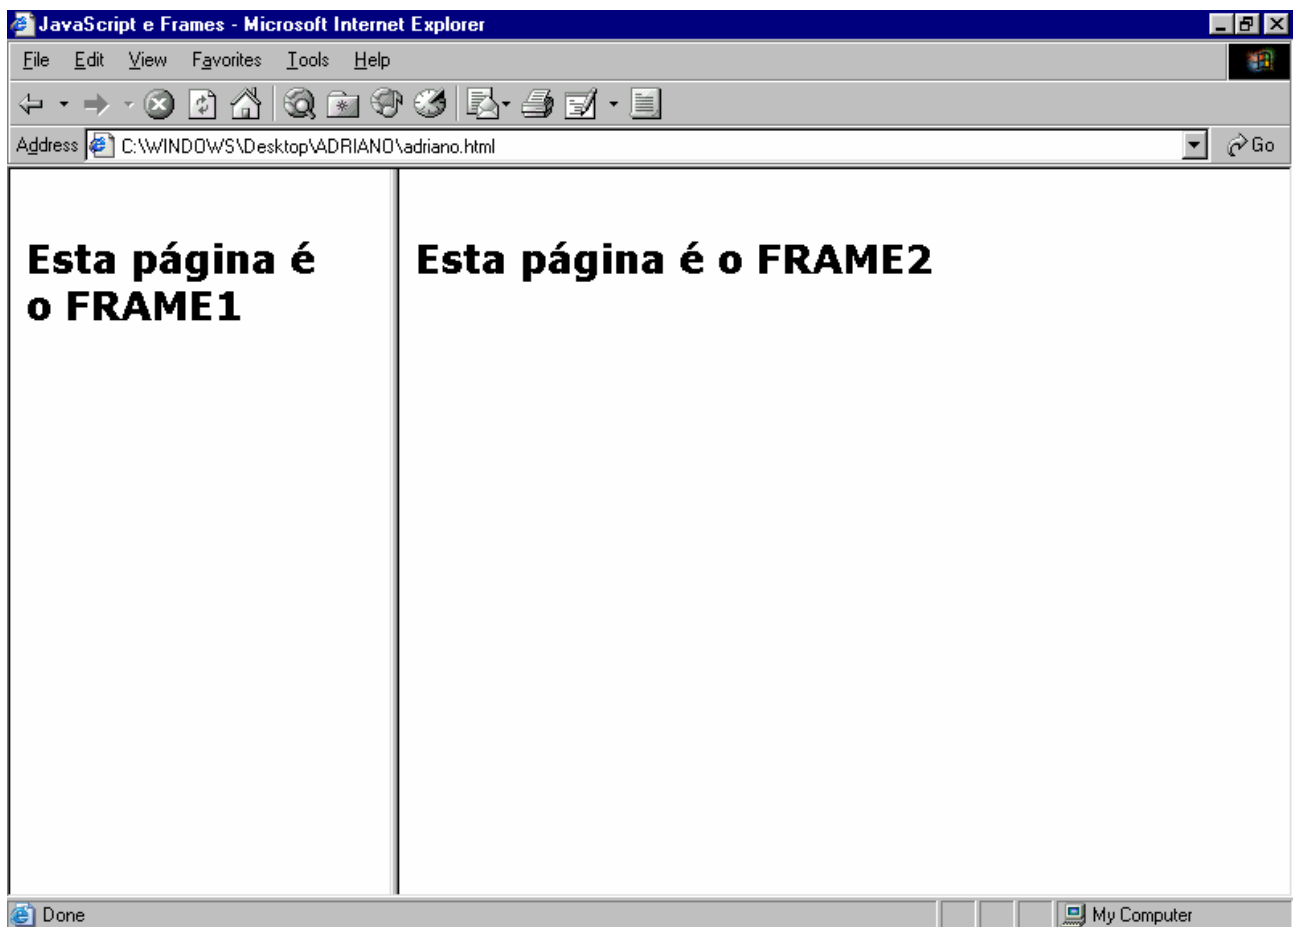 JavaScript e Frames - Microsoft Internet Explorer
File Edit View Favorites Tools Help
Address C:\WINDOWS\Desktop\ADRIANO\adriano.html Go
Esta página é
o FRAME1
Esta página é o FRAME2
Done My Computer